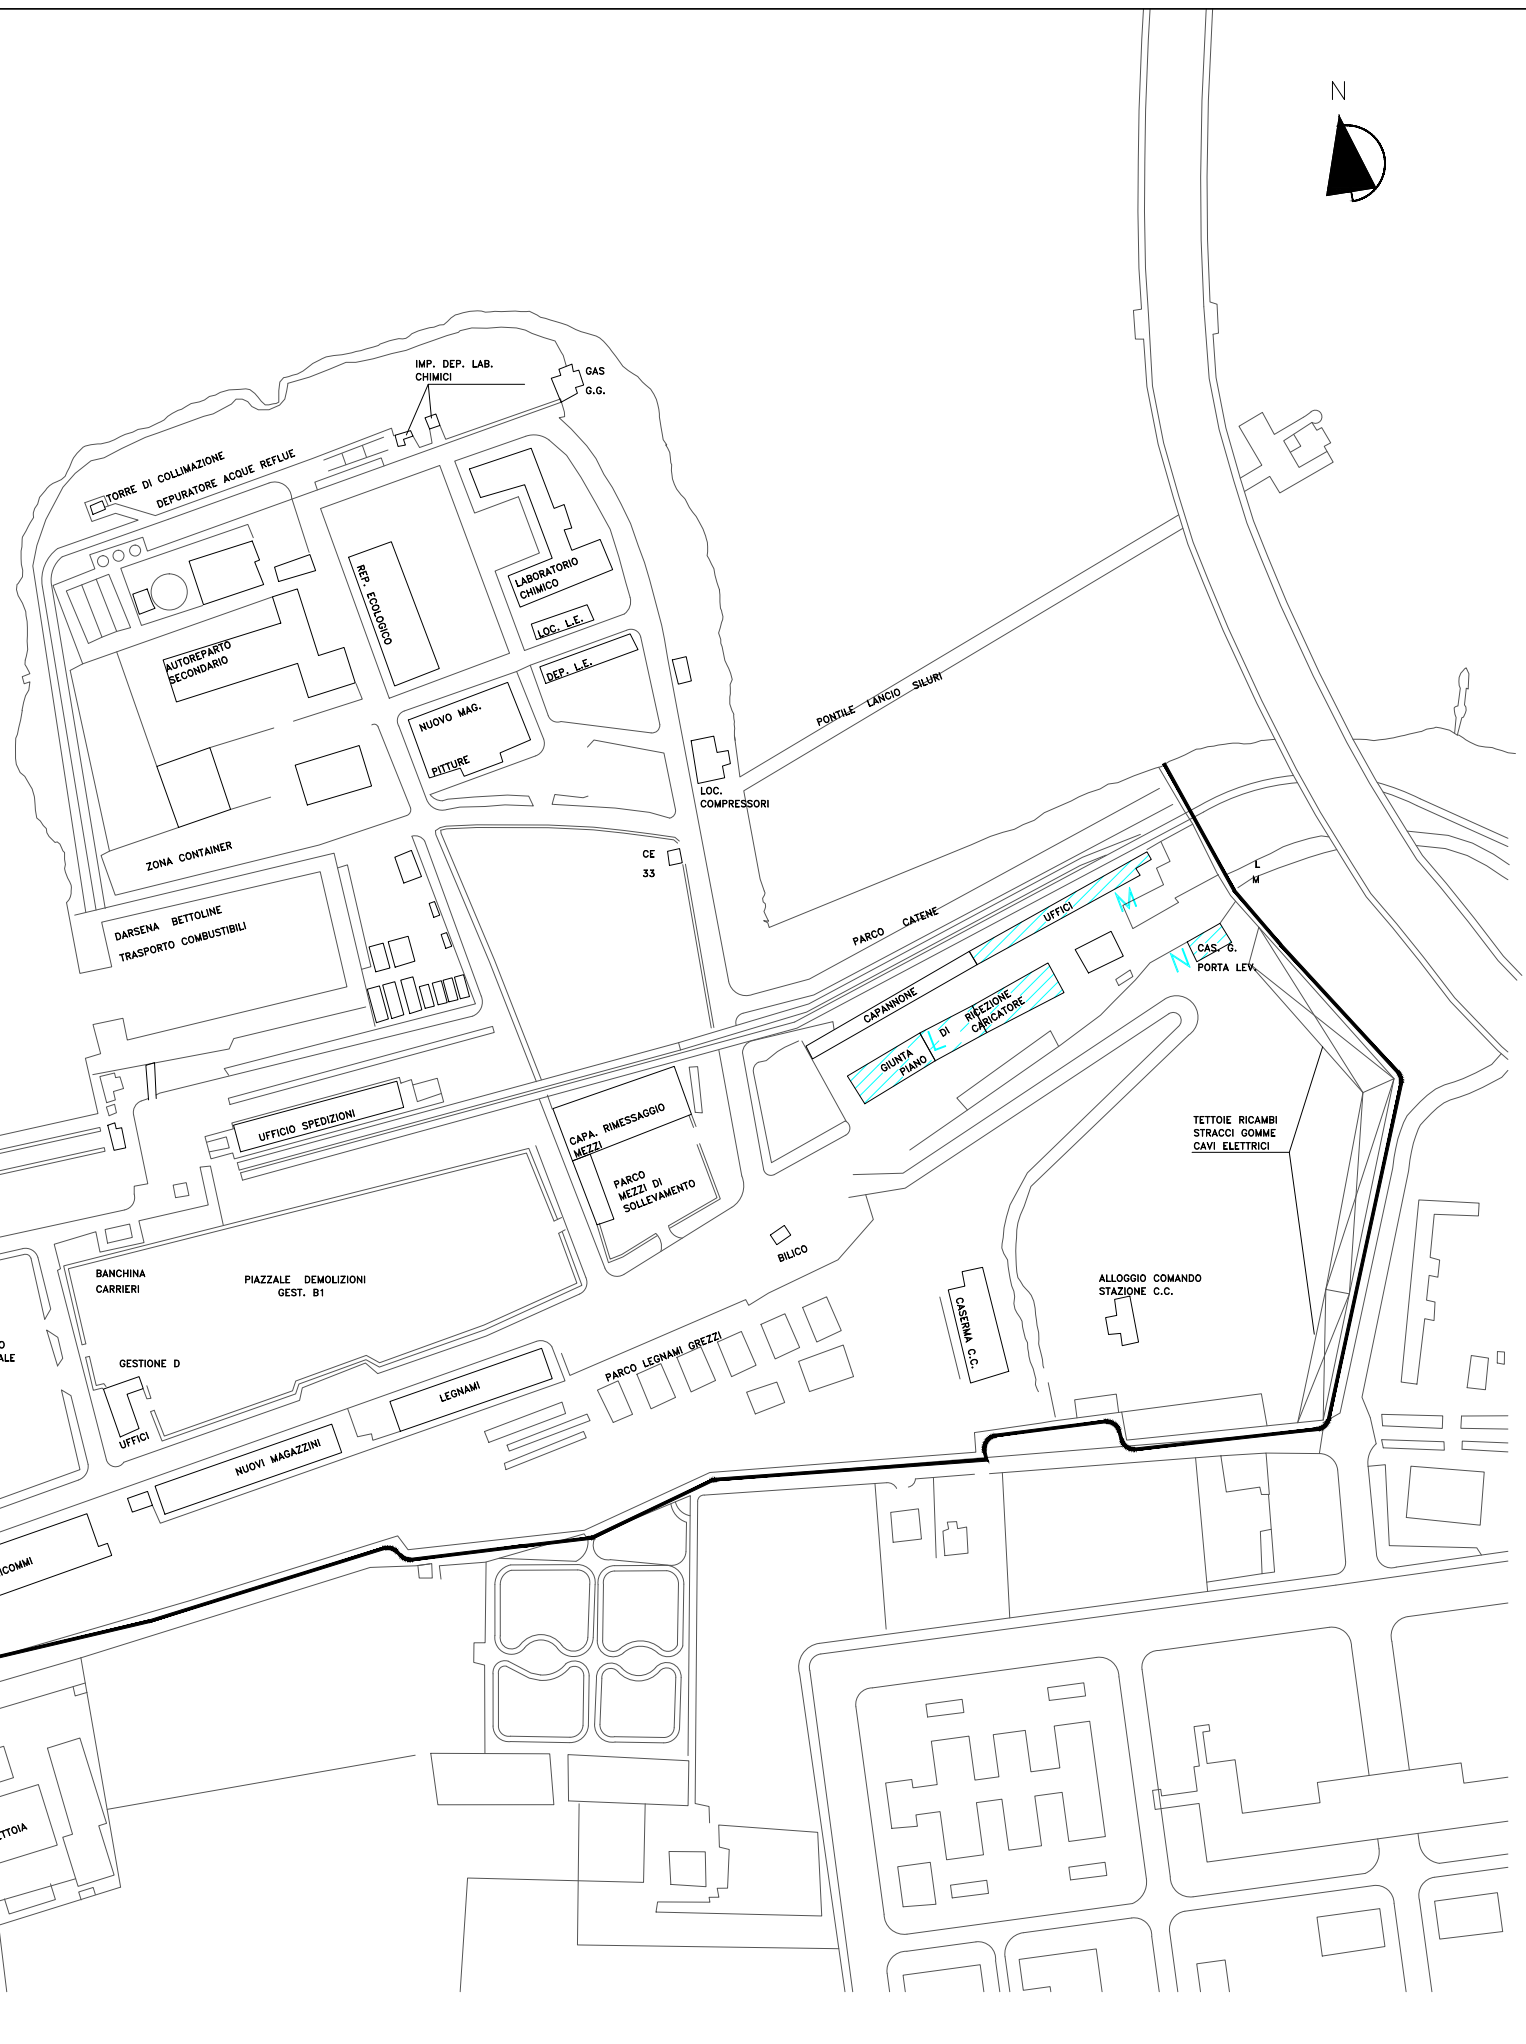 N
IMP. DEP. LAB.
CHIMICI
GAS
G.G.
TORRE DI COLLIMAZIONE
DEPURATORE ACQUE REFLUE
REP. ECOLOGICO
LABORATORIO
CHIMICO
LOC. L.E.
DEP. L.E.
AUTOREPARTO
SECONDARIO
NUOVO MAG.
PITTURE
PONTILE LANCIO SILURI
LOC.
COMPRESSORI
ZONA CONTAINER
CE
33
L
M
DARSENA BETTOLINE
TRASPORTO COMBUSTIBILI
PARCO CATENE
UFFICI
M
CAS. G.
PORTA LEV.
N
CAPANNONE
GIUNTA
PIANO
L
DI RICEZIONE
CARICATORE
UFFICIO SPEDIZIONI
CAPA. RIMESSAGGIO
MEZZI
PARCO
MEZZI DI
SOLLEVAMENTO
TETTOIE RICAMBI
STRACCI GOMME
CAVI ELETTRICI
BILICO
BANCHINA
CARRIERI
PIAZZALE DEMOLIZIONI
GEST. B1
ALLOGGIO COMANDO
STAZIONE C.C.
CASERMA C.C.
O
ALE
GESTIONE D
PARCO LEGNAMI GREZZI
LEGNAMI
UFFICI
NUOVI MAGAZZINI
ICOMMI
TTOIA